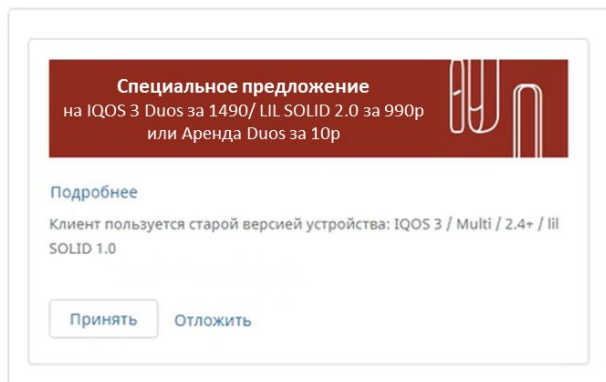 Специальное предложение
на IQOS 3 Duos за 1490/ LIL SOLID 2.0 за 990р
или Аренда Duos за 10р
Подробнее
Клиент пользуется старой версией устройства: IQOS 3 / Multi / 2.4+ / lil
SOLID 1.0
Принять Отложить